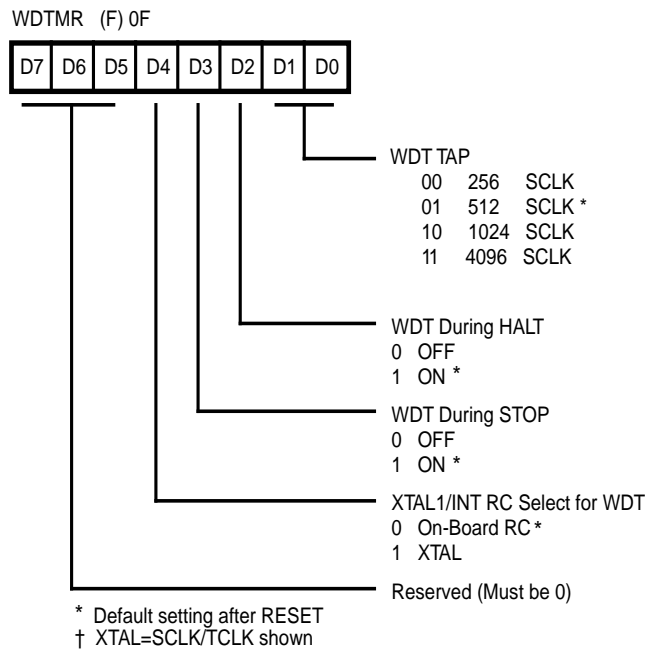 WDTMR (F) 0F
D7 D6 D5 D4 D3 D2 D1 D0
WDT TAP
00 256 SCLK
01 512 SCLK *
10 1024 SCLK
11 4096 SCLK
WDT During HALT
0 OFF
1 ON *
WDT During STOP
0 OFF
1 ON *
XTAL1/INT RC Select for WDT
0 On-Board RC *
1 XTAL
Reserved (Must be 0)
* Default setting after RESET
† XTAL=SCLK/TCLK shown